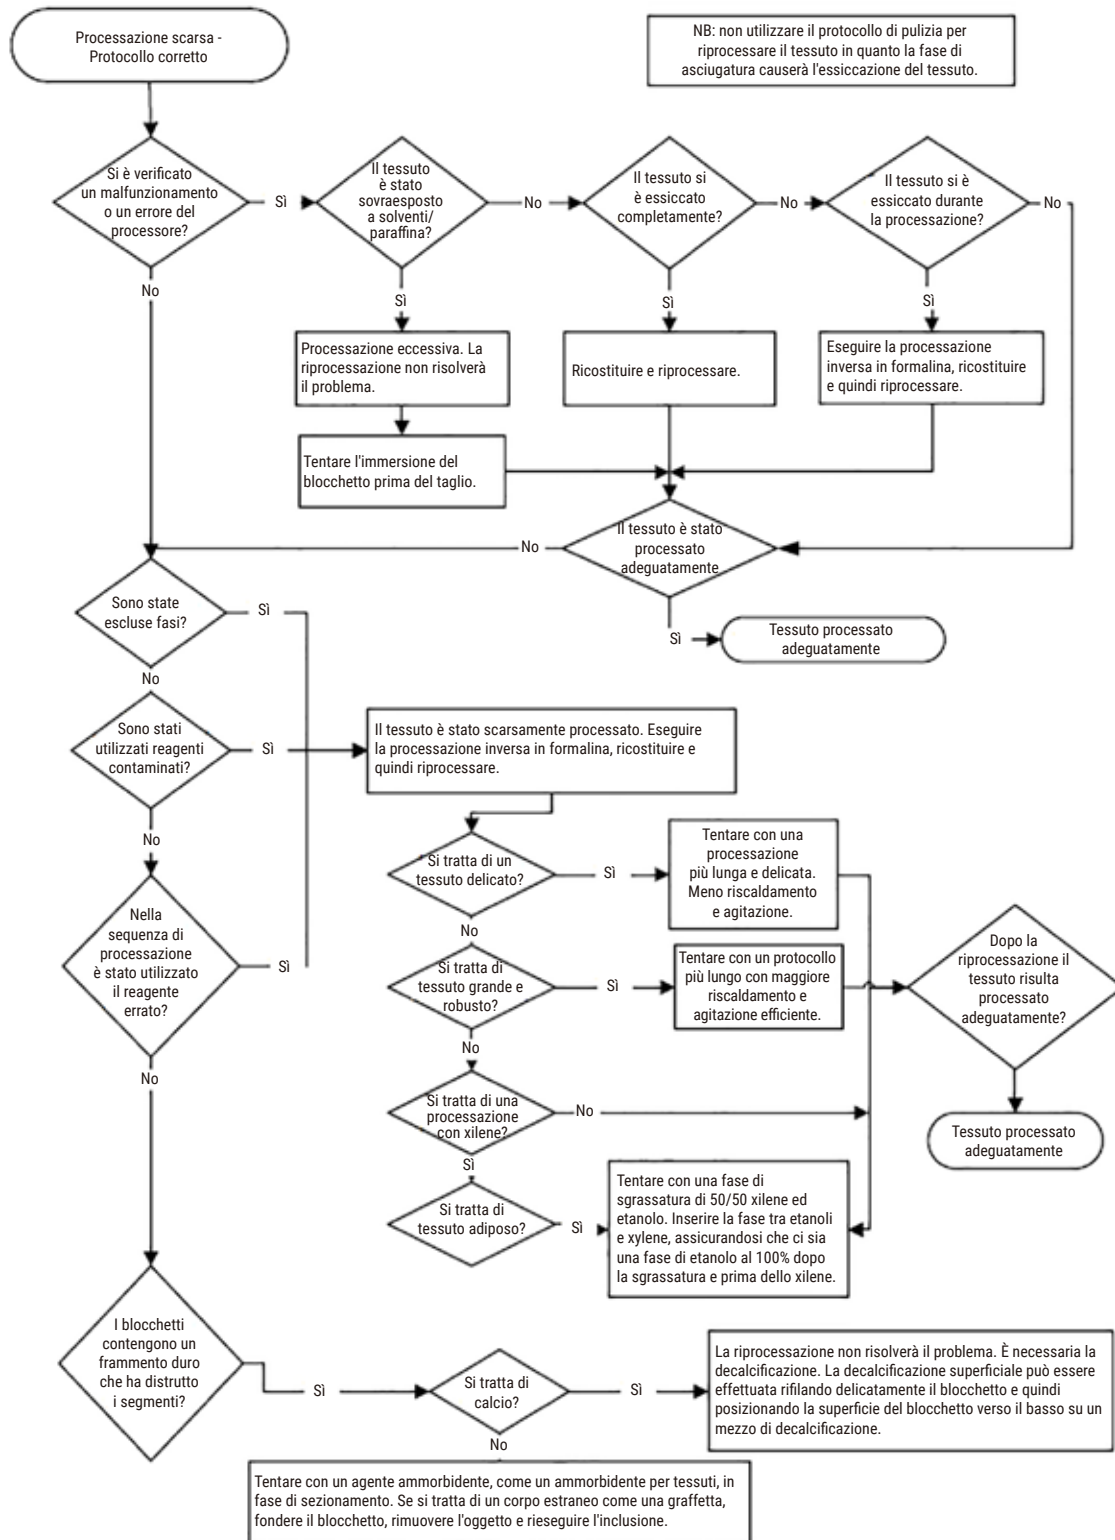 Processazione scarsa -
Protocollo corretto
NB: non utilizzare il protocollo di pulizia per
riprocessare il tessuto in quanto la fase di
asciugatura causerà l'essiccazione del tessuto.
Si è verificato
un malfunzionamento
o un errore del
processore?
Sì
Il tessuto
è stato
sovraesposto
a solventi/
paraffina?
No
Il tessuto si
è essiccato
completamente?
No
Il tessuto si è
essiccato durante
la processazione?
No
No
Sì
Sì
Sì
Processazione eccessiva. La
riprocessazione non risolverà
il problema.
Ricostituire e riprocessare.
Eseguire la processazione
inversa in formalina, ricostituire
e quindi riprocessare.
Tentare l'immersione del
blocchetto prima del taglio.
Il tessuto è stato
processato
adeguatamente
No
Sì
Tessuto processato
adeguatamente
Sono state
escluse fasi?
Sì
No
Sono stati
utilizzati reagenti
contaminati?
Sì
Il tessuto è stato scarsamente processato. Eseguire
la processazione inversa in formalina, ricostituire e
quindi riprocessare.
No
Nella
sequenza di
processazione
è stato utilizzato
il reagente
errato?
Sì
No
Si tratta di un
tessuto delicato?
Sì
Tentare con una
processazione
più lunga e delicata.
Meno riscaldamento
e agitazione.
No
Si tratta di
tessuto grande e
robusto?
Sì
Tentare con un protocollo
più lungo con maggiore
riscaldamento e
agitazione efficiente.
Dopo la
riprocessazione il
tessuto risulta
processato
adeguatamente?
No
Si tratta di una
processazione
con xilene?
No
Tessuto processato
adeguatamente
Sì
Si tratta di
tessuto adiposo?
Sì
Tentare con una fase di
sgrassatura di 50/50 xilene ed
etanolo. Inserire la fase tra etanoli
e xylene, assicurandosi che ci sia
una fase di etanolo al 100% dopo
la sgrassatura e prima dello xilene.
I blocchetti
contengono un
frammento duro
che ha distrutto
i segmenti?
Sì
Si tratta di
calcio?
Sì
La riprocessazione non risolverà il problema. È necessaria la
decalcificazione. La decalcificazione superficiale può essere
effettuata rifilando delicatamente il blocchetto e quindi
posizionando la superficie del blocchetto verso il basso su un
mezzo di decalcificazione.
No
Tentare con un agente ammorbidente, come un ammorbidente per tessuti, in
fase di sezionamento. Se si tratta di un corpo estraneo come una graffetta,
fondere il blocchetto, rimuovere l'oggetto e rieseguire l'inclusione.